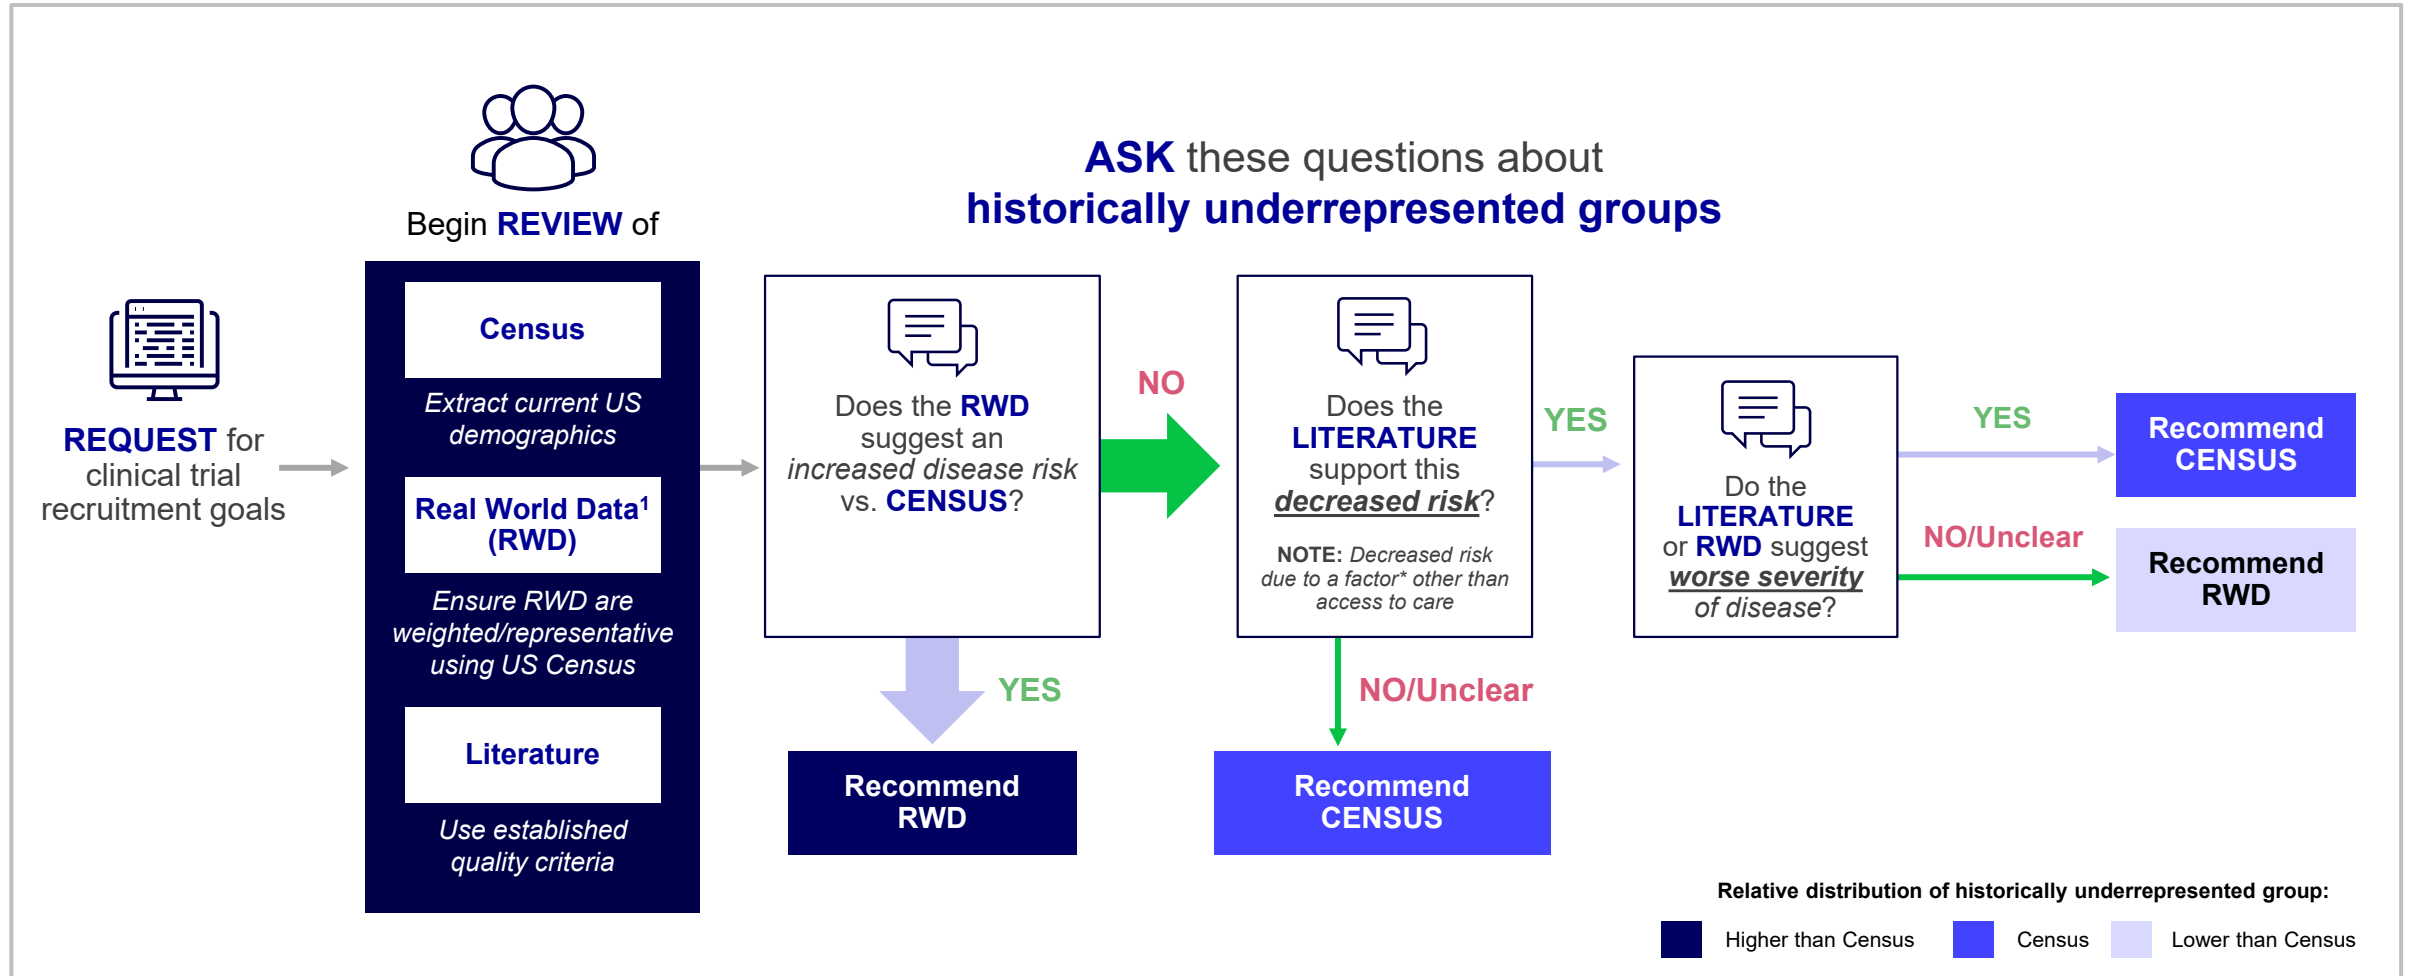 Begin REVIEW of
ASK these questions about
historically underrepresented groups
REQUEST for
clinical trial
recruitment goals
Census
Extract current US
demographics
Real World Data¹
(RWD)
Ensure RWD are
weighted/representative
using US Census
Literature
Use established
quality criteria
Does the RWD
suggest an
increased disease risk
vs. CENSUS?
NO
YES
Recommend
RWD
Does the
LITERATURE
support this
decreased risk?
NOTE: Decreased risk
due to a factor* other than
access to care
YES
NO/Unclear
Recommend
CENSUS
Do the
LITERATURE
or RWD suggest
worse severity
of disease?
YES
Recommend
CENSUS
NO/Unclear
Recommend
RWD
Relative distribution of historically underrepresented group:
Higher than Census
Census
Lower than Census